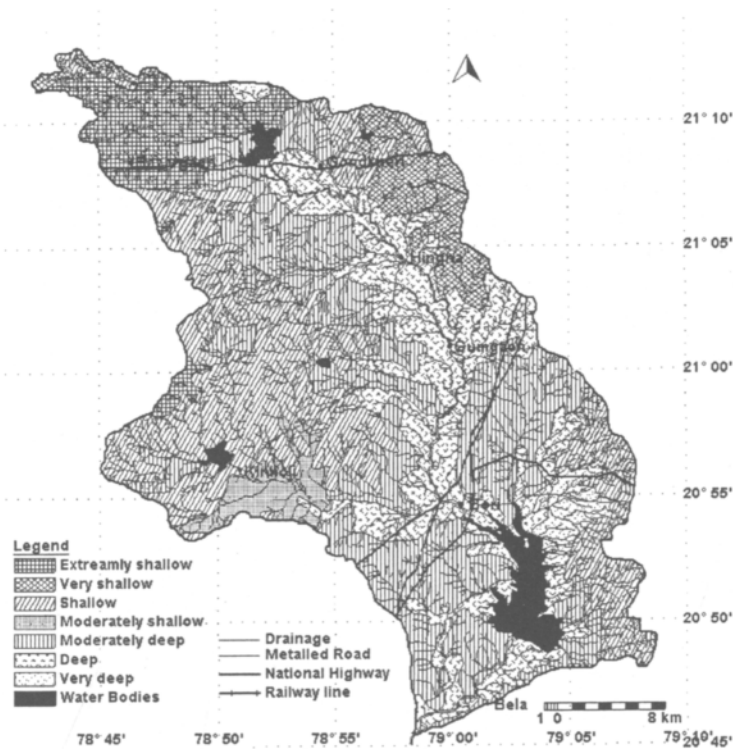 21° 10'
21° 05'
Hingna
Gumgaon
21° 00'
20° 55'
Legend
Extreamly shallow
Very shallow
Shallow
Moderately shallow
Moderately deep
Deep
Very deep
Water Bodies
Drainage
Metalled Road
National Highway
Railway line
20° 50'
Bela
1 0 8 km
78° 45' 78° 50' 78° 55' 79° 00' 79° 05' 79° 10'
20° 45'